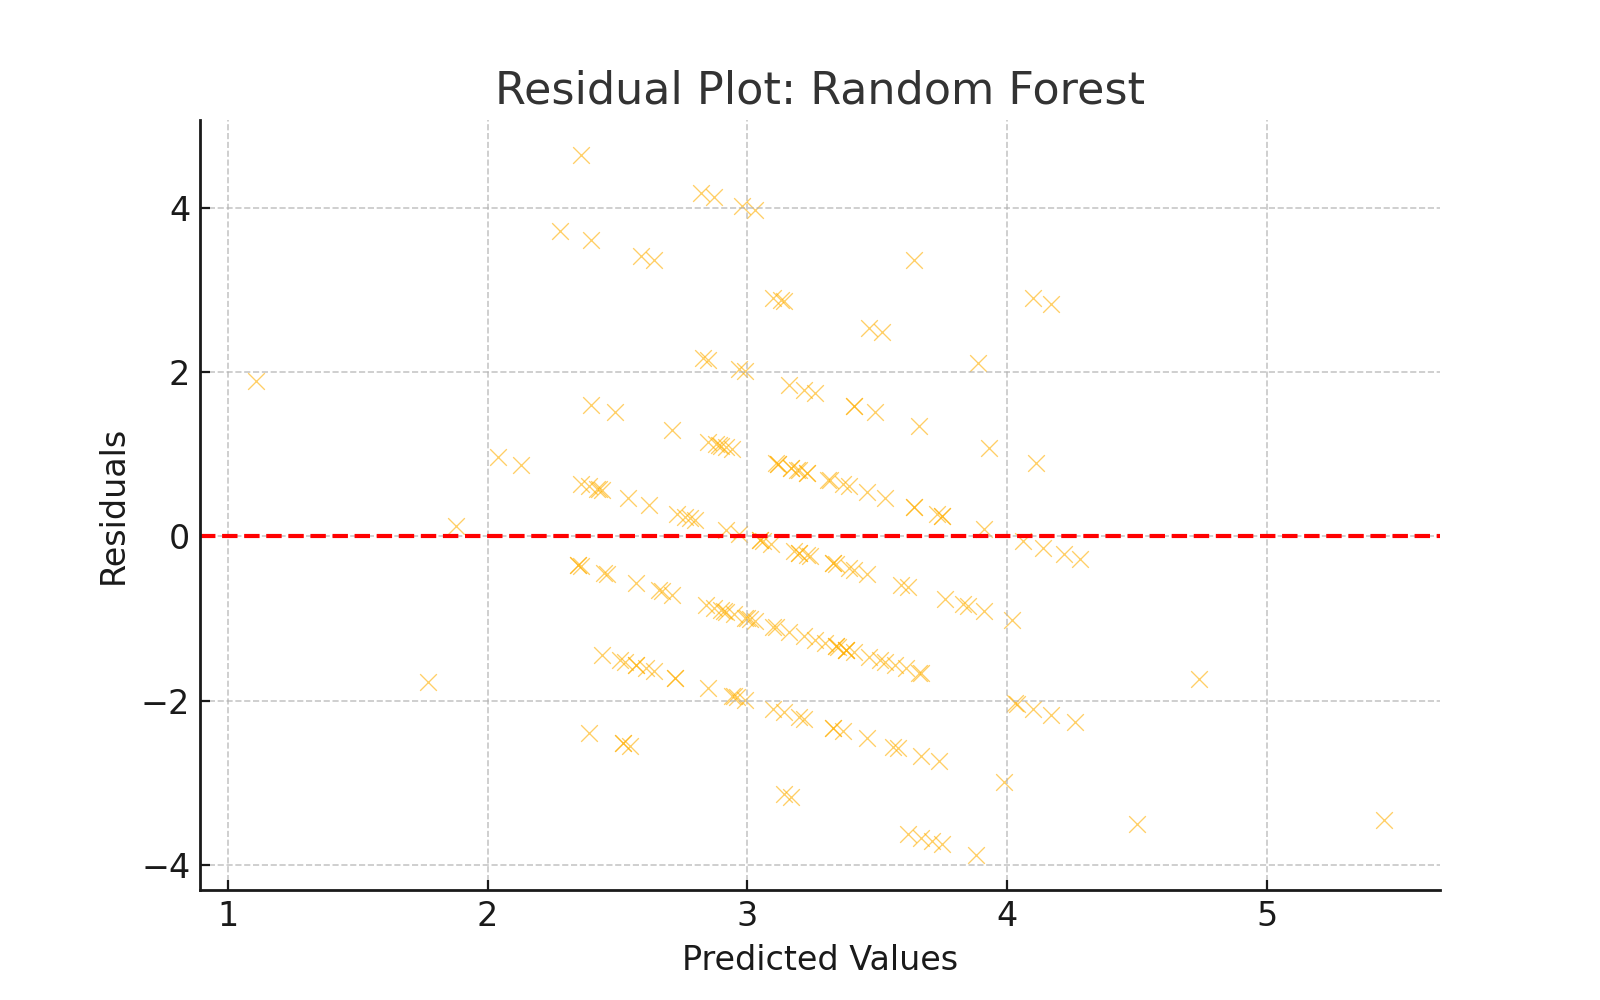 Residual Plot: Random Forest
Residuals
4
2
0
−2
−4
1 2 3 4 5
Predicted Values